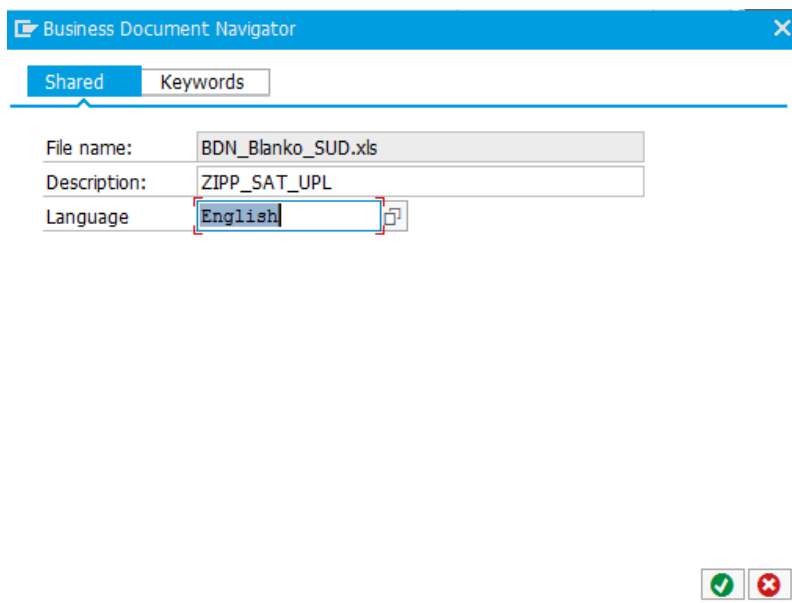 Business Document Navigator
Shared Keywords
File name: BDN_Blanko_SUD.xls
Description: ZIPP_SAT_UPL
Language English